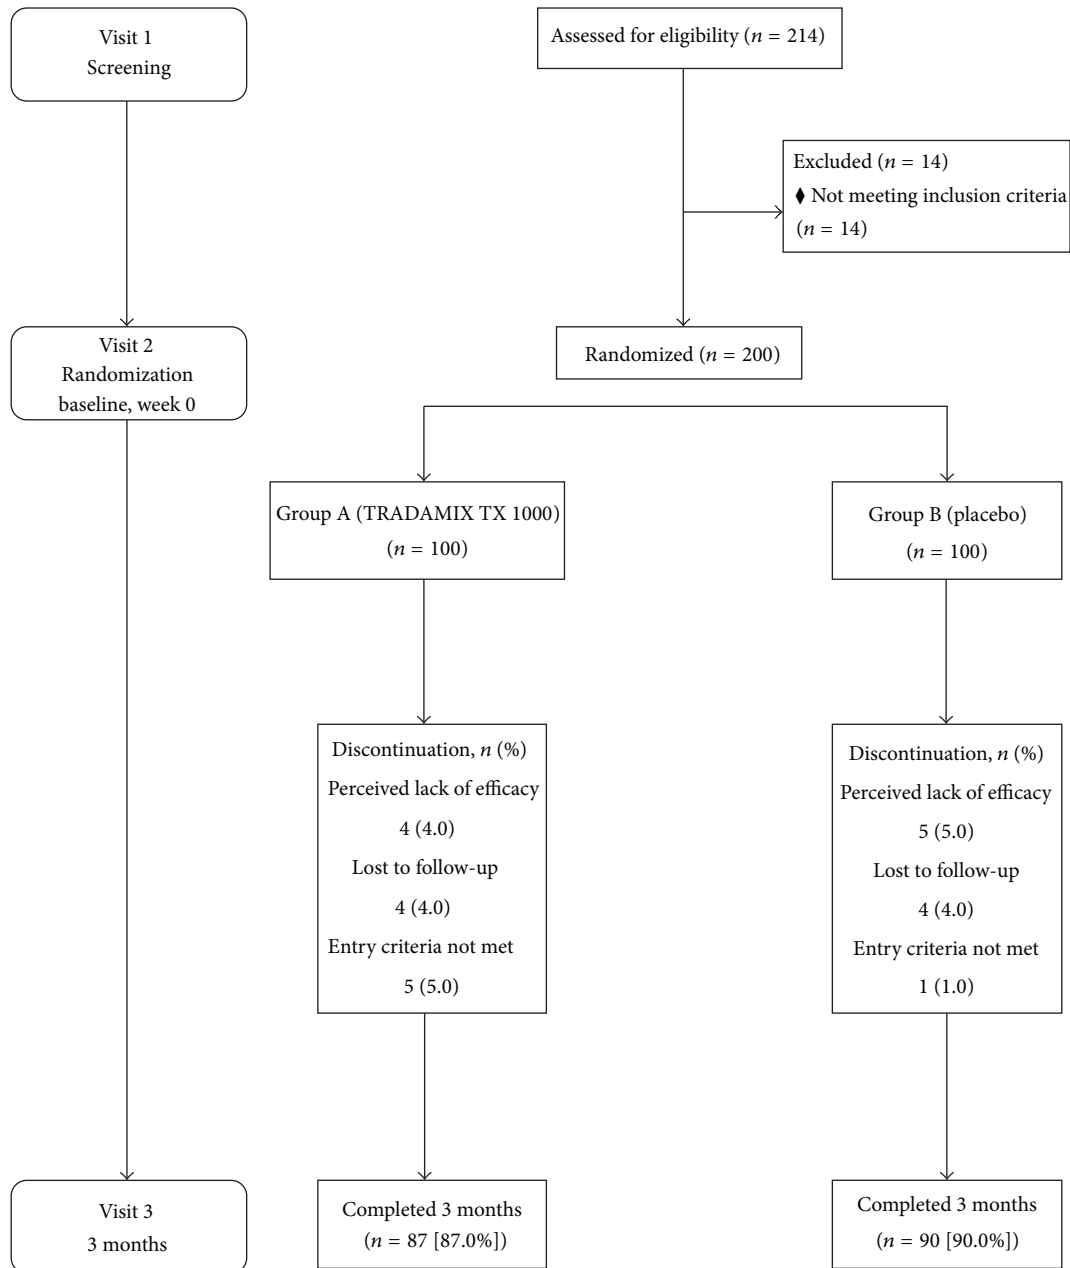 Visit 1
Screening
Assessed for eligibility (n = 214)
Excluded (n = 14)
♦ Not meeting inclusion criteria
(n = 14)
Visit 2
Randomization
baseline, week 0
Randomized (n = 200)
Group A (TRADAMIX TX 1000)
(n = 100)
Group B (placebo)
(n = 100)
Discontinuation, n (%)
Perceived lack of efficacy
4 (4.0)
Lost to follow-up
4 (4.0)
Entry criteria not met
5 (5.0)
Discontinuation, n (%)
Perceived lack of efficacy
5 (5.0)
Lost to follow-up
4 (4.0)
Entry criteria not met
1 (1.0)
Visit 3
3 months
Completed 3 months
(n = 87 [87.0%])
Completed 3 months
(n = 90 [90.0%])